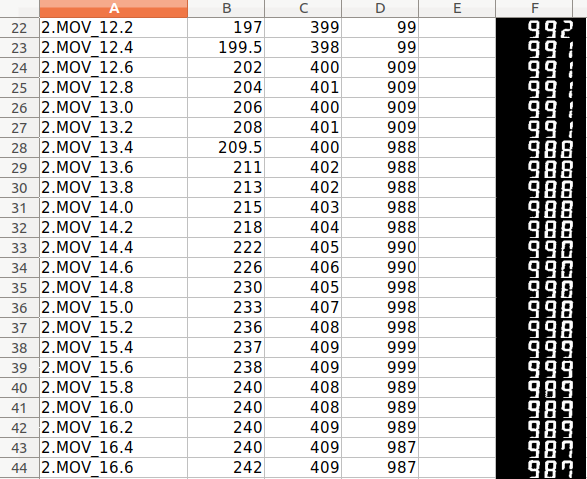 A B C D E F
22 2.MOV_12.2 197 399 99 992
23 2.MOV_12.4 199.5 398 99 991
24 2.MOV_12.6 202 400 909 991
25 2.MOV_12.8 204 401 909 991
26 2.MOV_13.0 206 400 909 991
27 2.MOV_13.2 208 401 909 991
28 2.MOV_13.4 209.5 400 988 988
29 2.MOV_13.6 211 402 988 988
30 2.MOV_13.8 213 402 988 988
31 2.MOV_14.0 215 403 988 988
32 2.MOV_14.2 218 404 988 988
33 2.MOV_14.4 222 405 990 990
34 2.MOV_14.6 226 406 990 990
35 2.MOV_14.8 230 405 998 998
36 2.MOV_15.0 233 407 998 998
37 2.MOV_15.2 236 408 998 998
38 2.MOV_15.4 237 409 999 999
39 2.MOV_15.6 238 409 999 999
40 2.MOV_15.8 240 408 989 989
41 2.MOV_16.0 240 408 989 989
42 2.MOV_16.2 240 409 989 989
43 2.MOV_16.4 240 409 987 987
44 2.MOV_16.6 242 409 987 987